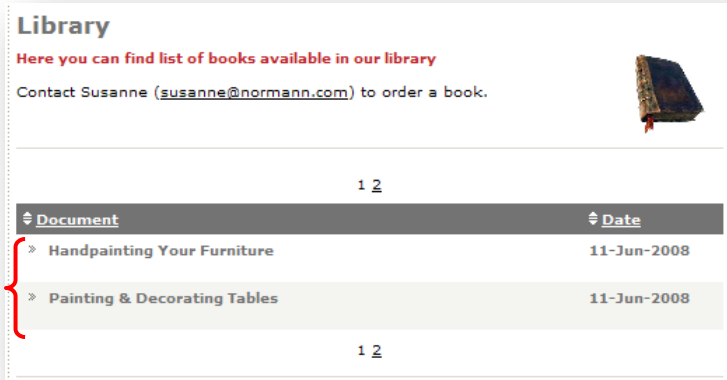 Library
Here you can find list of books available in our library
Contact Susanne (susanne@normann.com) to order a book.
1 2
Document Date
» Handpainting Your Furniture 11-Jun-2008
» Painting & Decorating Tables 11-Jun-2008
1 2